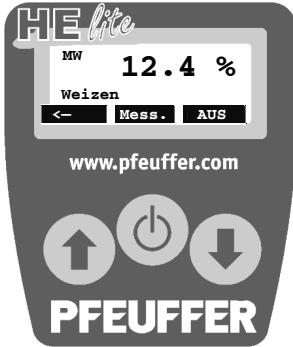 HE lite
MW 12.4 %
Weizen
<— Mess. AUS
www.pfeuffer.com
PFEUFFER